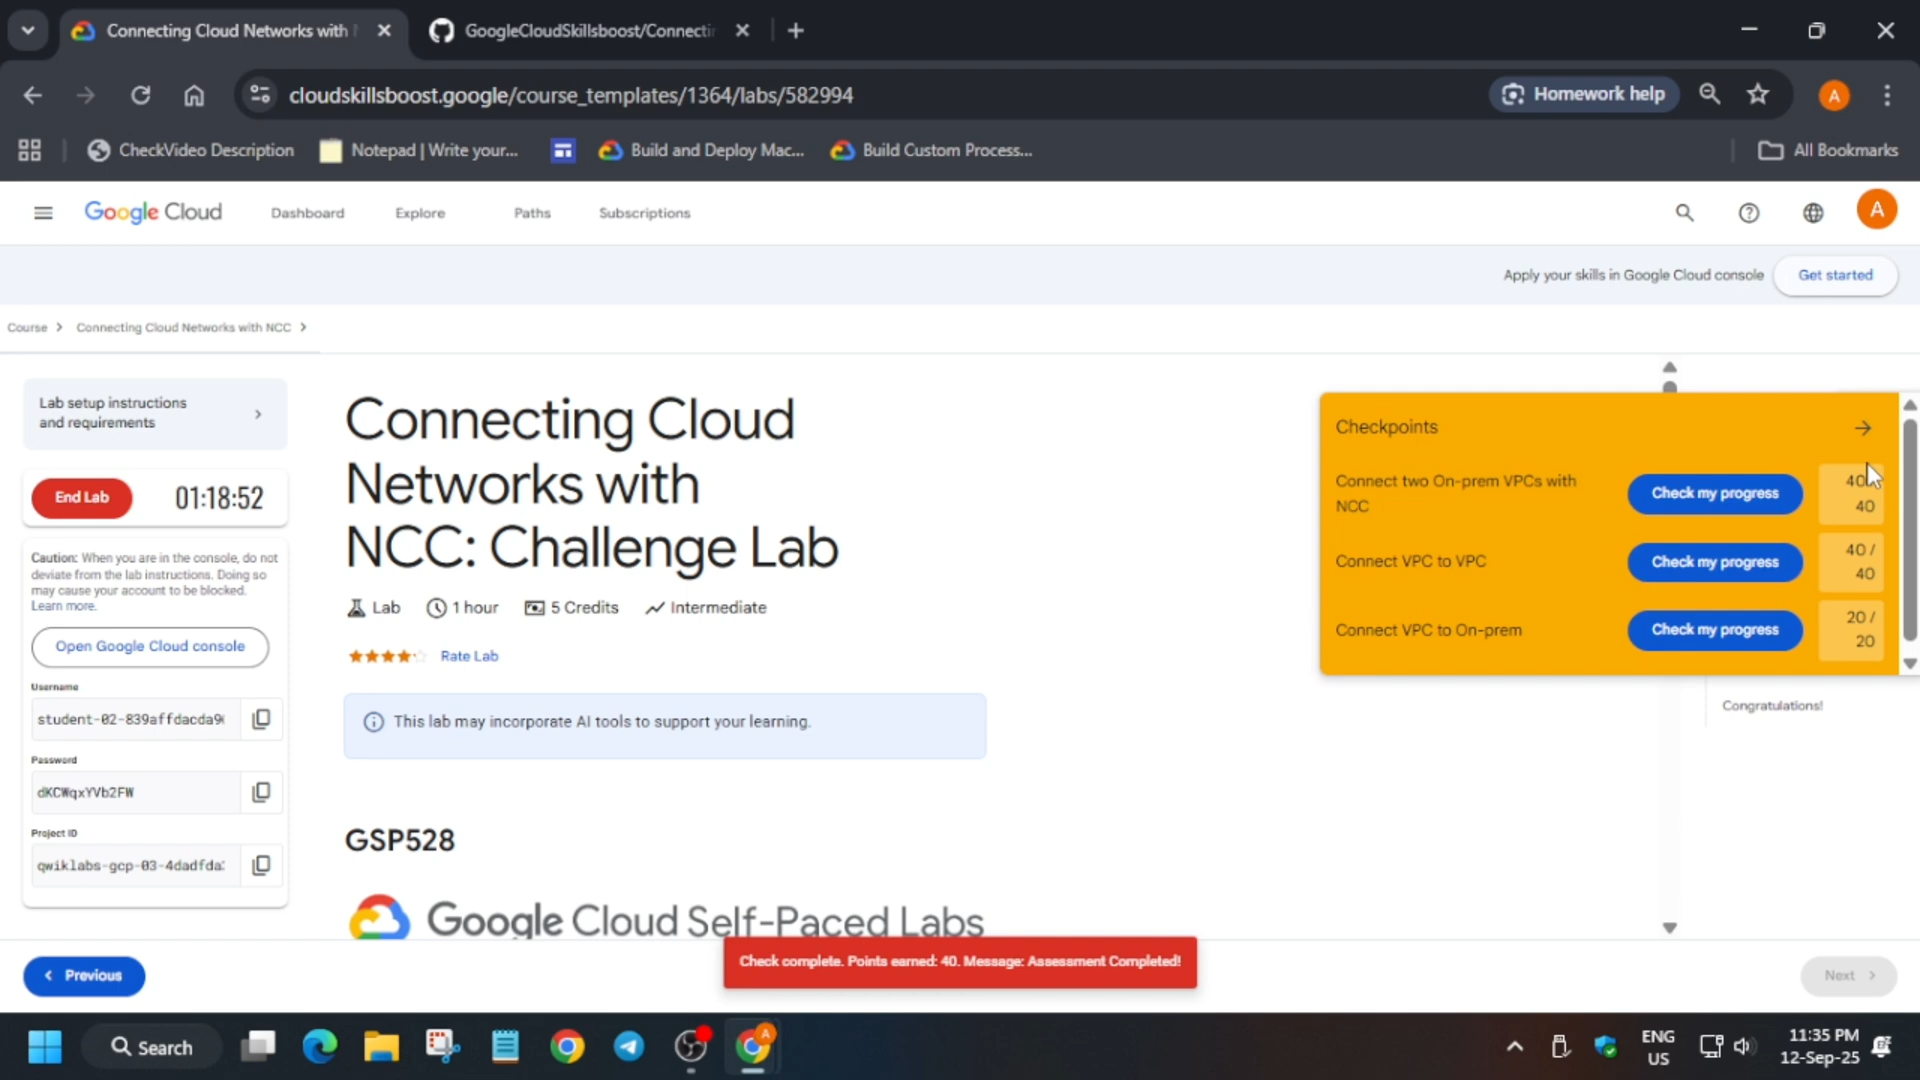 Connecting Cloud Networks with
GoogleCloudSkillsboost/Connecti
cloudskillsboost.google/course_templates/1364/labs/582994
Homework help
A
CheckVideo Description
Notepad | Write your...
Build and Deploy Mac...
Build Custom Process...
All Bookmarks
Google Cloud
Dashboard
Explore
Paths
Subscriptions
A
Apply your skills in Google Cloud console
Get started
Course > Connecting Cloud Networks with NCC >
Lab setup instructions
and requirements
End Lab
01:18:52
Caution: When you are in the console, do not
deviate from the lab instructions. Doing so
may cause your account to be blocked.
Learn more.
Open Google Cloud console
Username
student-02-839affdacda9
Password
dKCWqxYVb2FW
Project ID
qwiklabs-gcp-03-4dadfda
Connecting Cloud
Networks with
NCC: Challenge Lab
Lab
1 hour
5 Credits
Intermediate
Rate Lab
This lab may incorporate AI tools to support your learning.
GSP528
Google Cloud Self-Paced Labs
Checkpoints
Connect two On-prem VPCs with
NCC
Check my progress
40
40
Connect VPC to VPC
Check my progress
40 /
40
Connect VPC to On-prem
Check my progress
20 /
20
Congratulations!
Previous
Check complete. Points earned: 40. Message: Assessment Completed!
Next
Search
A
ENG
US
11:35 PM
12-Sep-25